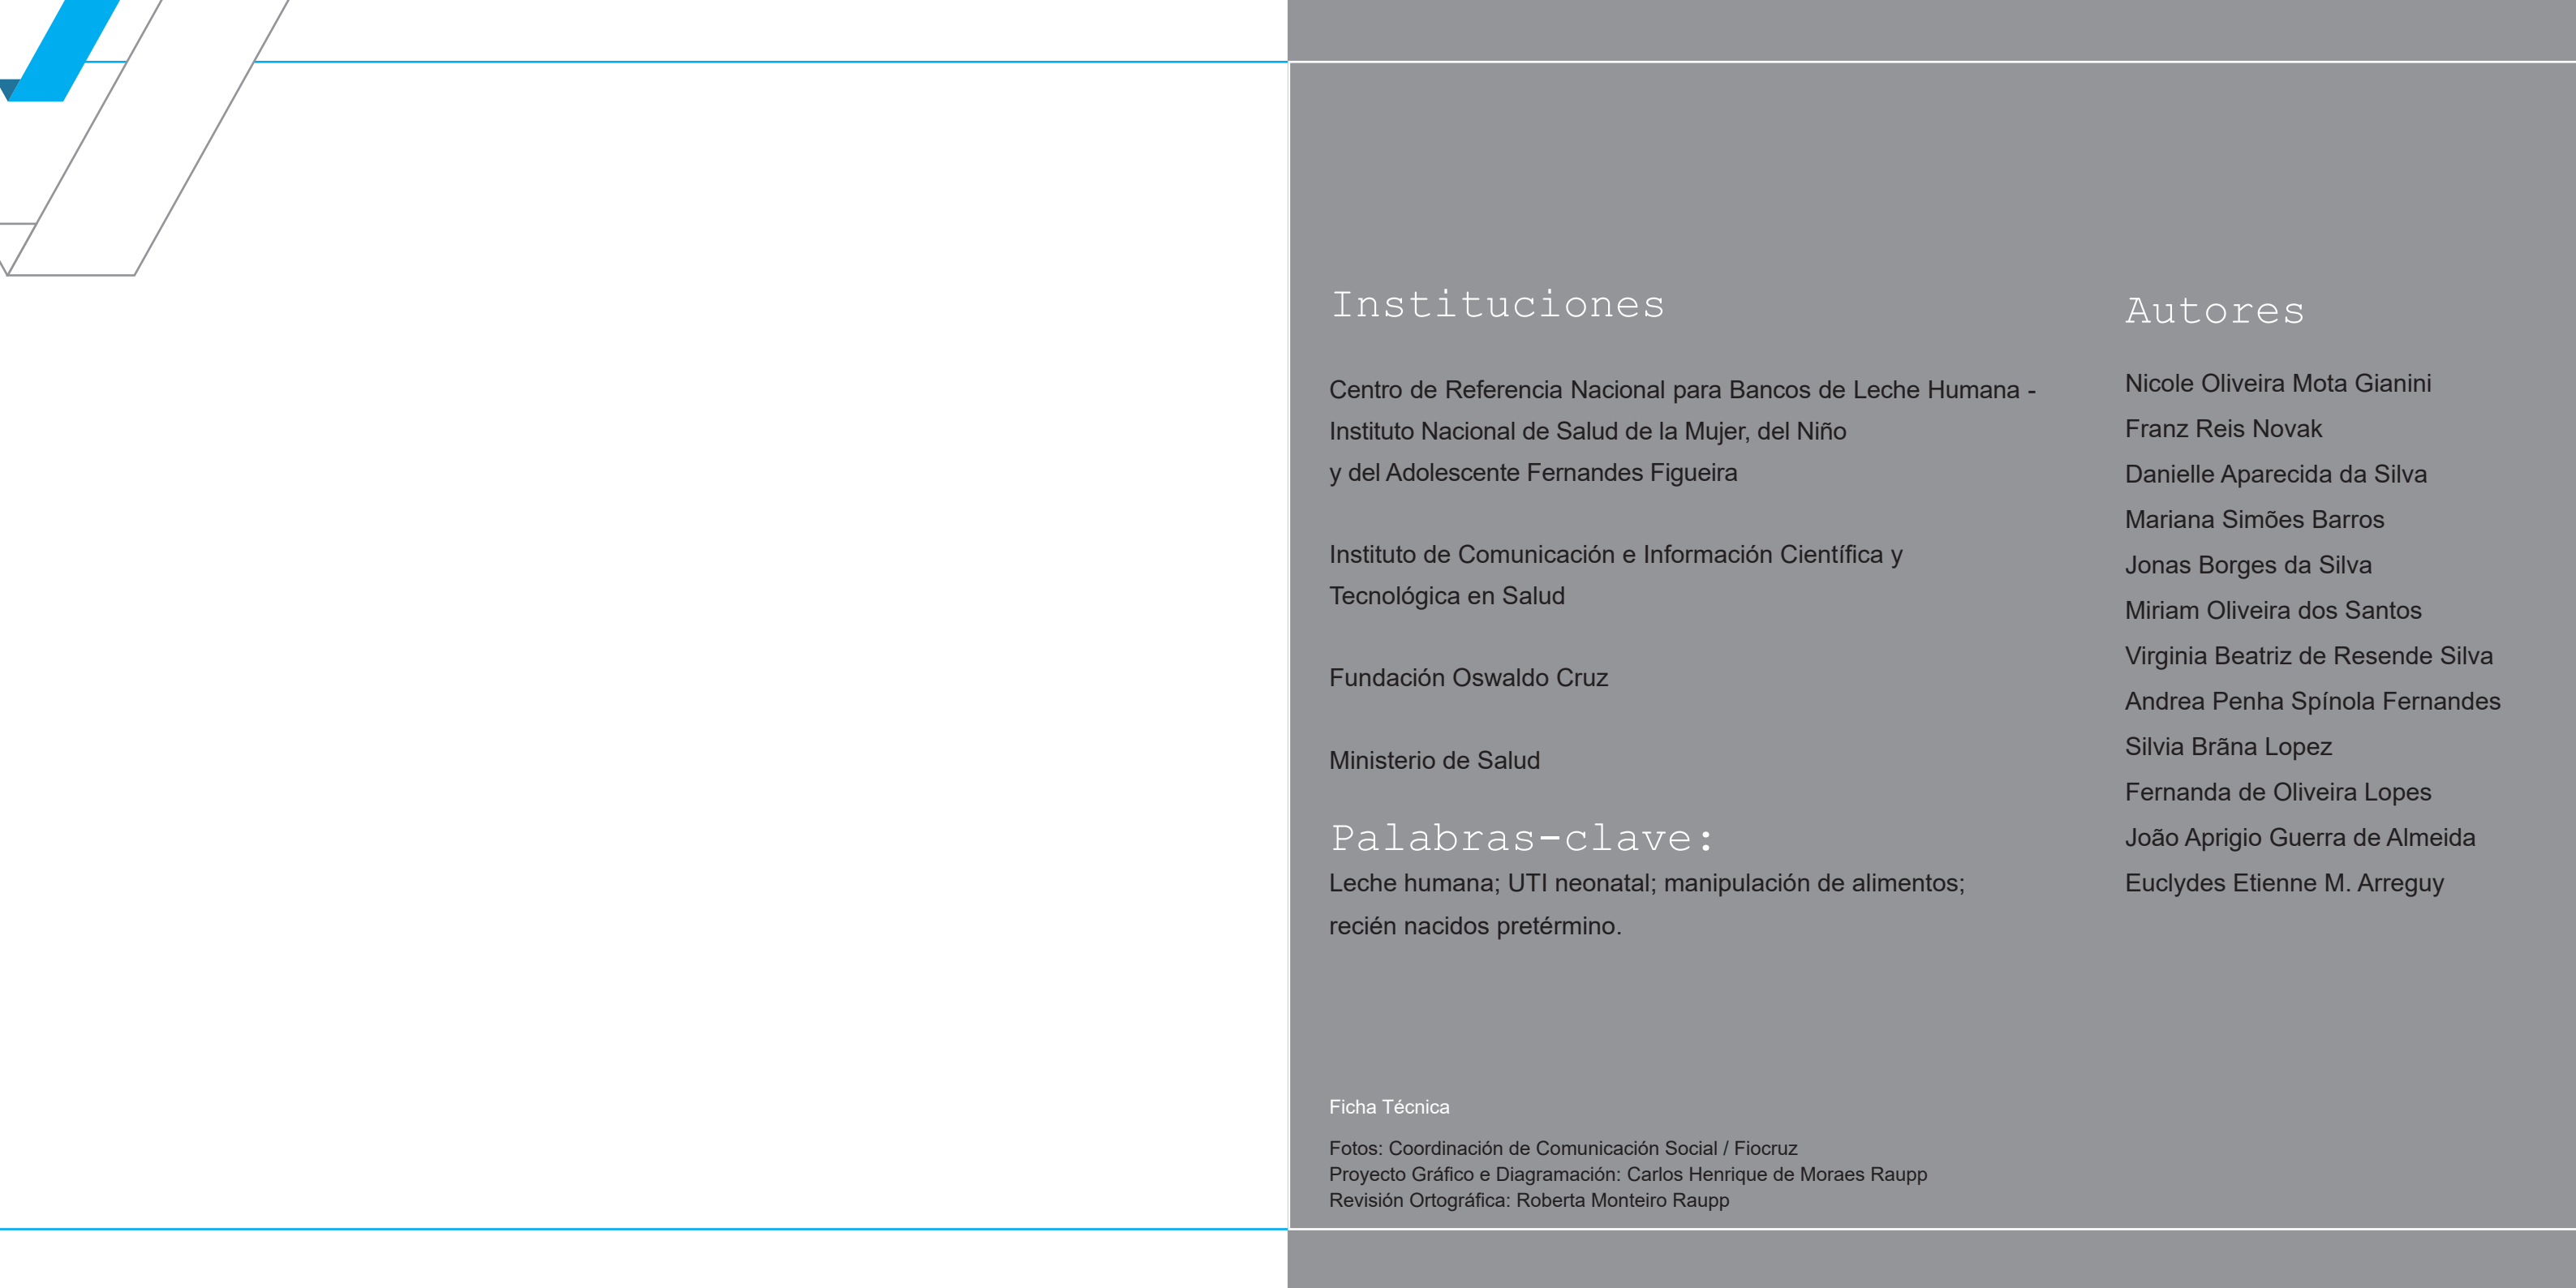 Instituciones
Centro de Referencia Nacional para Bancos de Leche Humana -
Instituto Nacional de Salud de la Mujer, del Niño
y del Adolescente Fernandes Figueira
Instituto de Comunicación e Información Científica y
Tecnológica en Salud
Fundación Oswaldo Cruz
Ministerio de Salud
Palabras-clave:
Leche humana; UTI neonatal; manipulación de alimentos;
recién nacidos pretérmino.
Ficha Técnica
Fotos: Coordinación de Comunicación Social / Fiocruz
Proyecto Gráfico e Diagramación: Carlos Henrique de Moraes Raupp
Revisión Ortográfica: Roberta Monteiro Raupp
Autores
Nicole Oliveira Mota Gianini
Franz Reis Novak
Danielle Aparecida da Silva
Mariana Simões Barros
Jonas Borges da Silva
Miriam Oliveira dos Santos
Virginia Beatriz de Resende Silva
Andrea Penha Spínola Fernandes
Silvia Brãna Lopez
Fernanda de Oliveira Lopes
João Aprigio Guerra de Almeida
Euclydes Etienne M. Arreguy